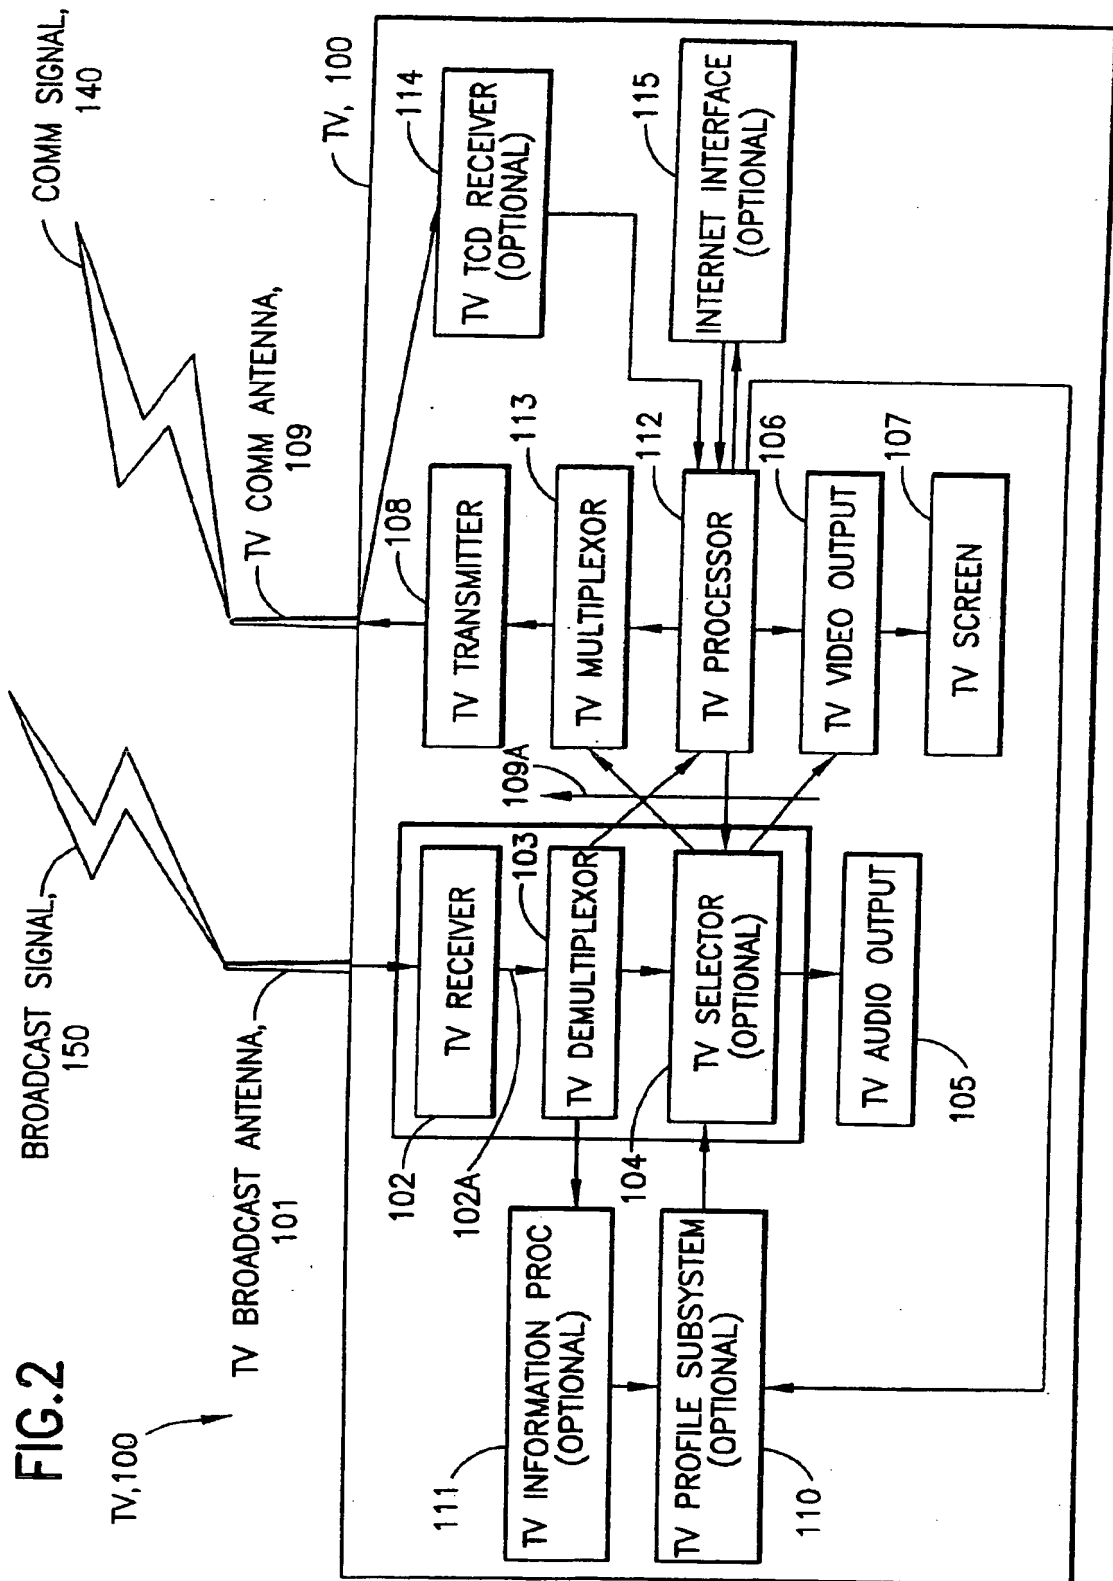 FIG.2
TV,100
BROADCAST SIGNAL,
150
TV BROADCAST ANTENNA,
101
COMM SIGNAL,
140
TV COMM ANTENNA,
109
TV, 100
102
TV RECEIVER
102A
103
TV DEMULTIPLEXOR
104
TV SELECTOR
(OPTIONAL)
TV AUDIO OUTPUT
105
111
TV INFORMATION PROC
(OPTIONAL)
TV PROFILE SUBSYSTEM
(OPTIONAL)
110
109A
108
TV TRANSMITTER
113
TV MULTIPLEXOR
112
TV PROCESSOR
106
TV VIDEO OUTPUT
107
TV SCREEN
114
TV TCD RECEIVER
(OPTIONAL)
115
INTERNET INTERFACE
(OPTIONAL)